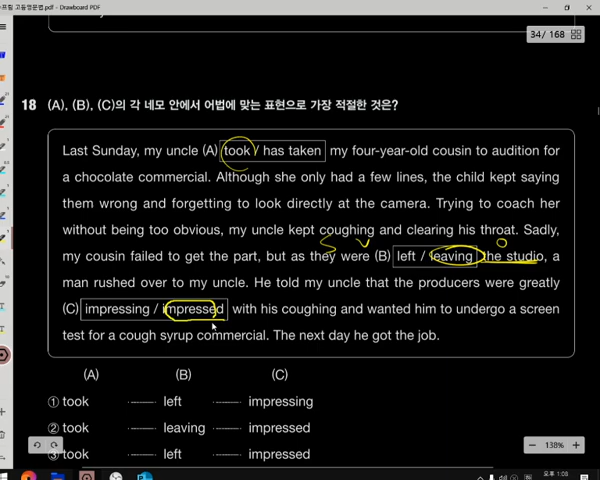 프림 고등영문법.pdf - Drawboard PDF
34 / 168
18 (A), (B), (C)의 각 네모 안에서 어법에 맞는 표현으로 가장 적절한 것은?
Last Sunday, my uncle (A) took / has taken my four-year-old cousin to audition for
a chocolate commercial. Although she only had a few lines, the child kept saying
them wrong and forgetting to look directly at the camera. Trying to coach her
without being too obvious, my uncle kept coughing and clearing his throat. Sadly,
S V O
my cousin failed to get the part, but as they were (B) left / leaving the studio, a
man rushed over to my uncle. He told my uncle that the producers were greatly
(C) impressing / impressed with his coughing and wanted him to undergo a screen
test for a cough syrup commercial. The next day he got the job.
(A) (B) (C)
① took ········ left ········ impressing
② took ········ leaving ········ impressed
③ took ········ left ········ impressed
138%
오후 1:08